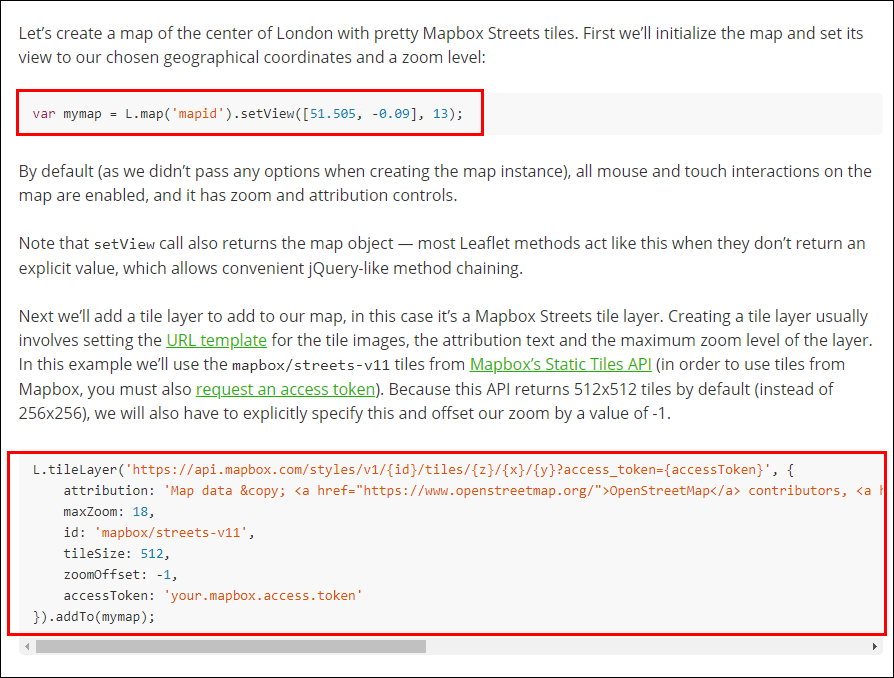 Let’s create a map of the center of London with pretty Mapbox Streets tiles. First we’ll initialize the map and set its
view to our chosen geographical coordinates and a zoom level:
var mymap = L.map('mapid').setView([51.505, -0.09], 13);
By default (as we didn’t pass any options when creating the map instance), all mouse and touch interactions on the
map are enabled, and it has zoom and attribution controls.
Note that setView call also returns the map object — most Leaflet methods act like this when they don’t return an
explicit value, which allows convenient jQuery-like method chaining.
Next we’ll add a tile layer to add to our map, in this case it’s a Mapbox Streets tile layer. Creating a tile layer usually
involves setting the URL template for the tile images, the attribution text and the maximum zoom level of the layer.
In this example we’ll use the mapbox/streets-v11 tiles from Mapbox’s Static Tiles API (in order to use tiles from
Mapbox, you must also request an access token). Because this API returns 512x512 tiles by default (instead of
256x256), we will also have to explicitly specify this and offset our zoom by a value of -1.
L.tileLayer('https://api.mapbox.com/styles/v1/{id}/tiles/{z}/{x}/{y}?access_token={accessToken}', {
    attribution: 'Map data &copy; <a href="https://www.openstreetmap.org/">OpenStreetMap</a> contributors, <a
    maxZoom: 18,
    id: 'mapbox/streets-v11',
    tileSize: 512,
    zoomOffset: -1,
    accessToken: 'your.mapbox.access.token'
}).addTo(mymap);